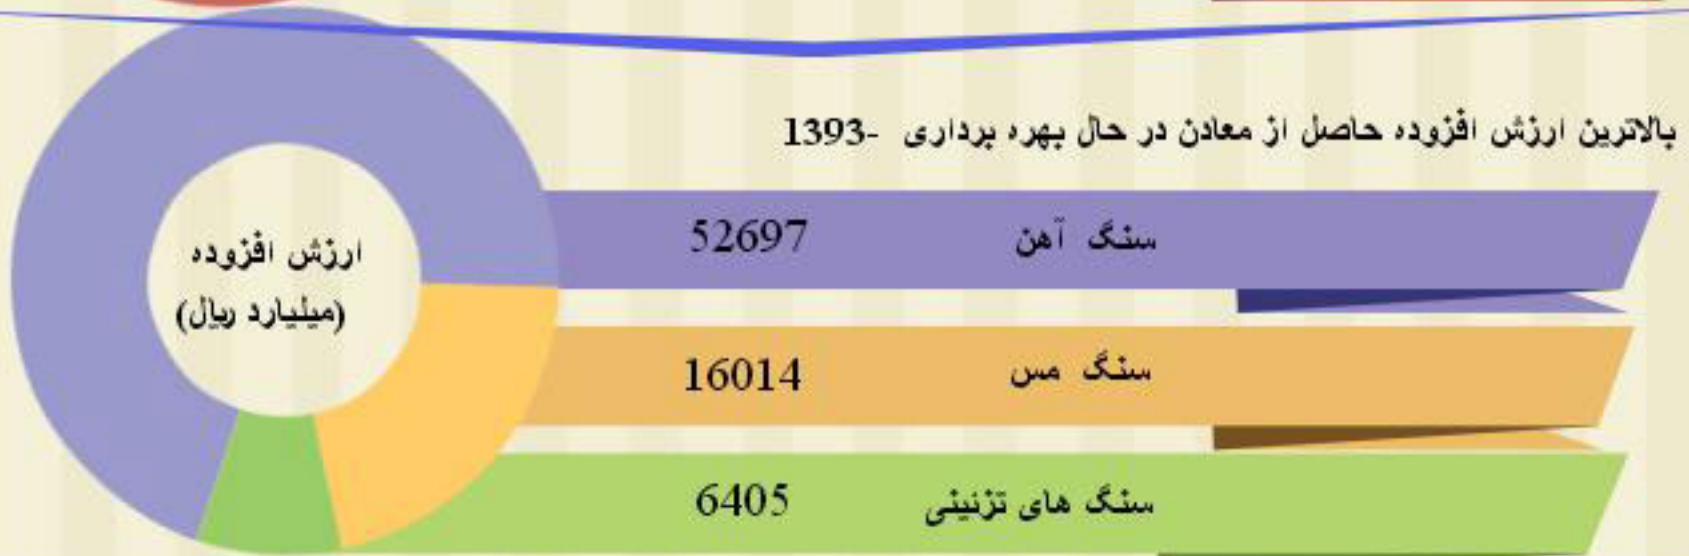 بالاترین ارزش افزوده حاصل از معادن در حال بهره برداری -1393
سنگ آهن 52697
ارزش افزوده
(میلیارد ریال)
سنگ مس 16014
سنگ های تزئینی 6405